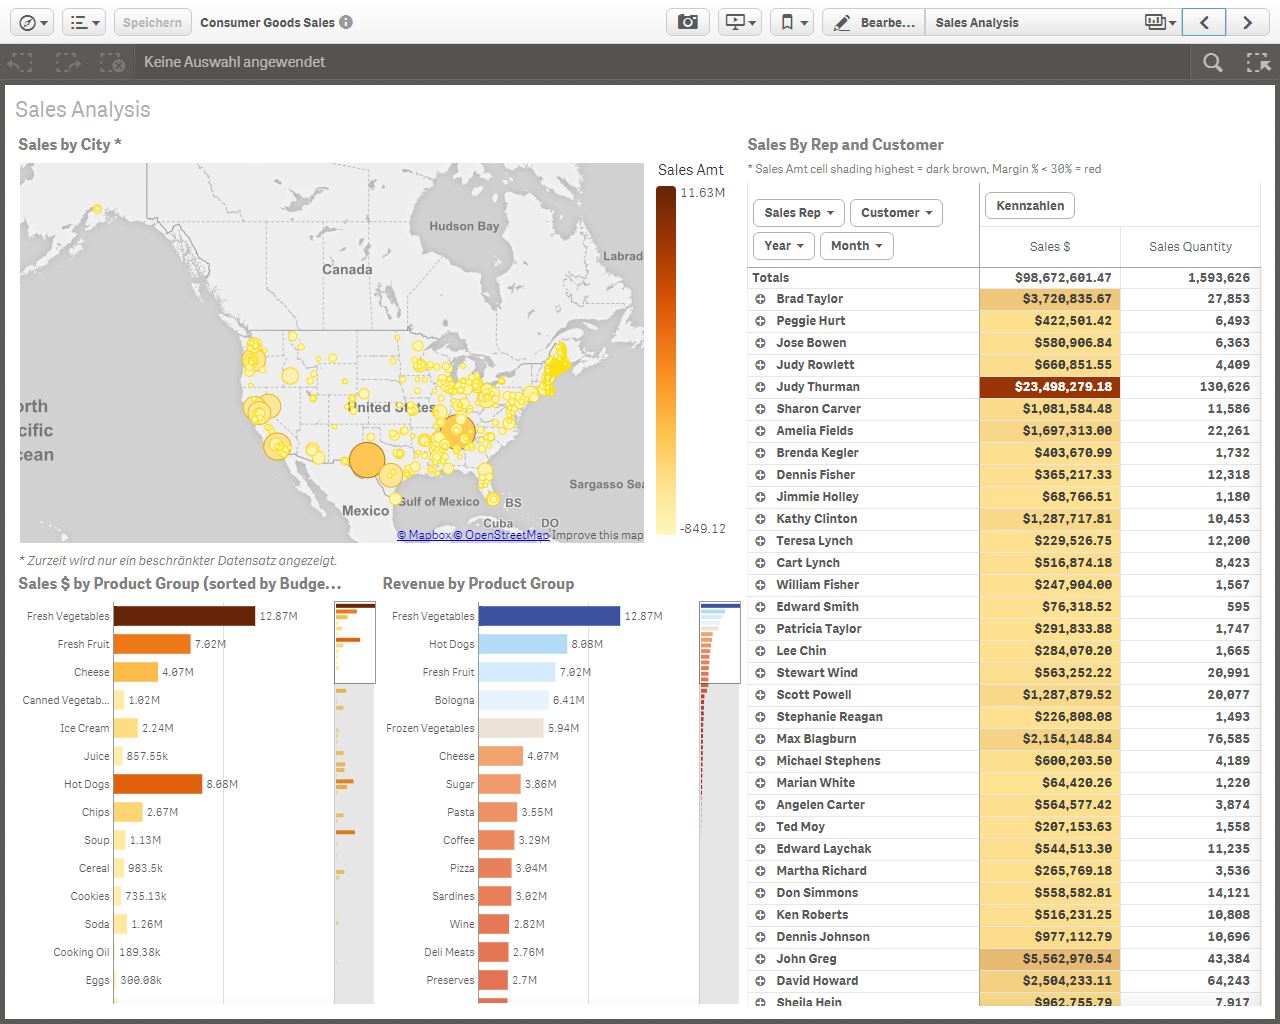 Speichern
Consumer Goods Sales
Bearbe...
Sales Analysis
Keine Auswahl angewendet
Sales Analysis
Sales by City *
Hudson Bay
Labrad
Canada
United States
orth
cific
cean
Sargasso Sea
Gulf of Mexico
BS
Mexico
Cuba
DO
© Mapbox © OpenStreetMap Improve this map
Sales Amt
11.63M
-849.12
* Zurzeit wird nur ein beschränkter Datensatz angezeigt.
Sales $ by Product Group (sorted by Budge...
Fresh Vegetables 12.87M
Fresh Fruit 7.02M
Cheese 4.07M
Canned Vegetab... 1.02M
Ice Cream 2.24M
Juice 857.55k
Hot Dogs 8.08M
Chips 2.67M
Soup 1.13M
Cereal 983.5k
Cookies 735.13k
Soda 1.26M
Cooking Oil 189.38k
Eggs 300.08k
Revenue by Product Group
Fresh Vegetables 12.87M
Hot Dogs 8.08M
Fresh Fruit 7.02M
Bologna 6.41M
Frozen Vegetables 5.94M
Cheese 4.07M
Sugar 3.86M
Pasta 3.55M
Coffee 3.29M
Pizza 3.04M
Sardines 3.02M
Wine 2.82M
Deli Meats 2.76M
Preserves 2.7M
Sales By Rep and Customer
* Sales Amt cell shading highest = dark brown, Margin % < 30% = red
Sales Rep Customer
Year Month
Kennzahlen
Sales $ Sales Quantity
Totals $98,672,601.47 1,593,626
Brad Taylor $3,720,835.67 27,853
Peggie Hurt $422,501.42 6,493
Jose Bowen $580,906.84 6,363
Judy Rowlett $660,851.55 4,409
Judy Thurman $23,498,279.18 130,626
Sharon Carver $1,081,584.48 11,586
Amelia Fields $1,697,313.00 22,261
Brenda Kegler $403,670.99 1,732
Dennis Fisher $365,217.33 12,318
Jimmie Holley $68,766.51 1,180
Kathy Clinton $1,287,717.81 10,453
Teresa Lynch $229,526.75 12,200
Cart Lynch $516,874.18 8,423
William Fisher $247,904.00 1,567
Edward Smith $76,318.52 595
Patricia Taylor $291,833.88 1,747
Lee Chin $284,070.20 1,665
Stewart Wind $563,252.22 20,991
Scott Powell $1,287,879.52 20,077
Stephanie Reagan $226,808.08 1,493
Max Blagburn $2,154,148.84 76,585
Michael Stephens $600,203.50 4,189
Marian White $64,420.26 1,220
Angelen Carter $564,577.42 3,874
Ted Moy $207,153.63 1,558
Edward Laychak $544,513.30 11,235
Martha Richard $265,769.18 3,536
Don Simmons $558,582.81 14,121
Ken Roberts $516,231.25 10,808
Dennis Johnson $977,112.79 10,696
John Greg $5,562,970.54 43,384
David Howard $2,504,233.11 64,243
Sheila Hein $962,755.79 7,917